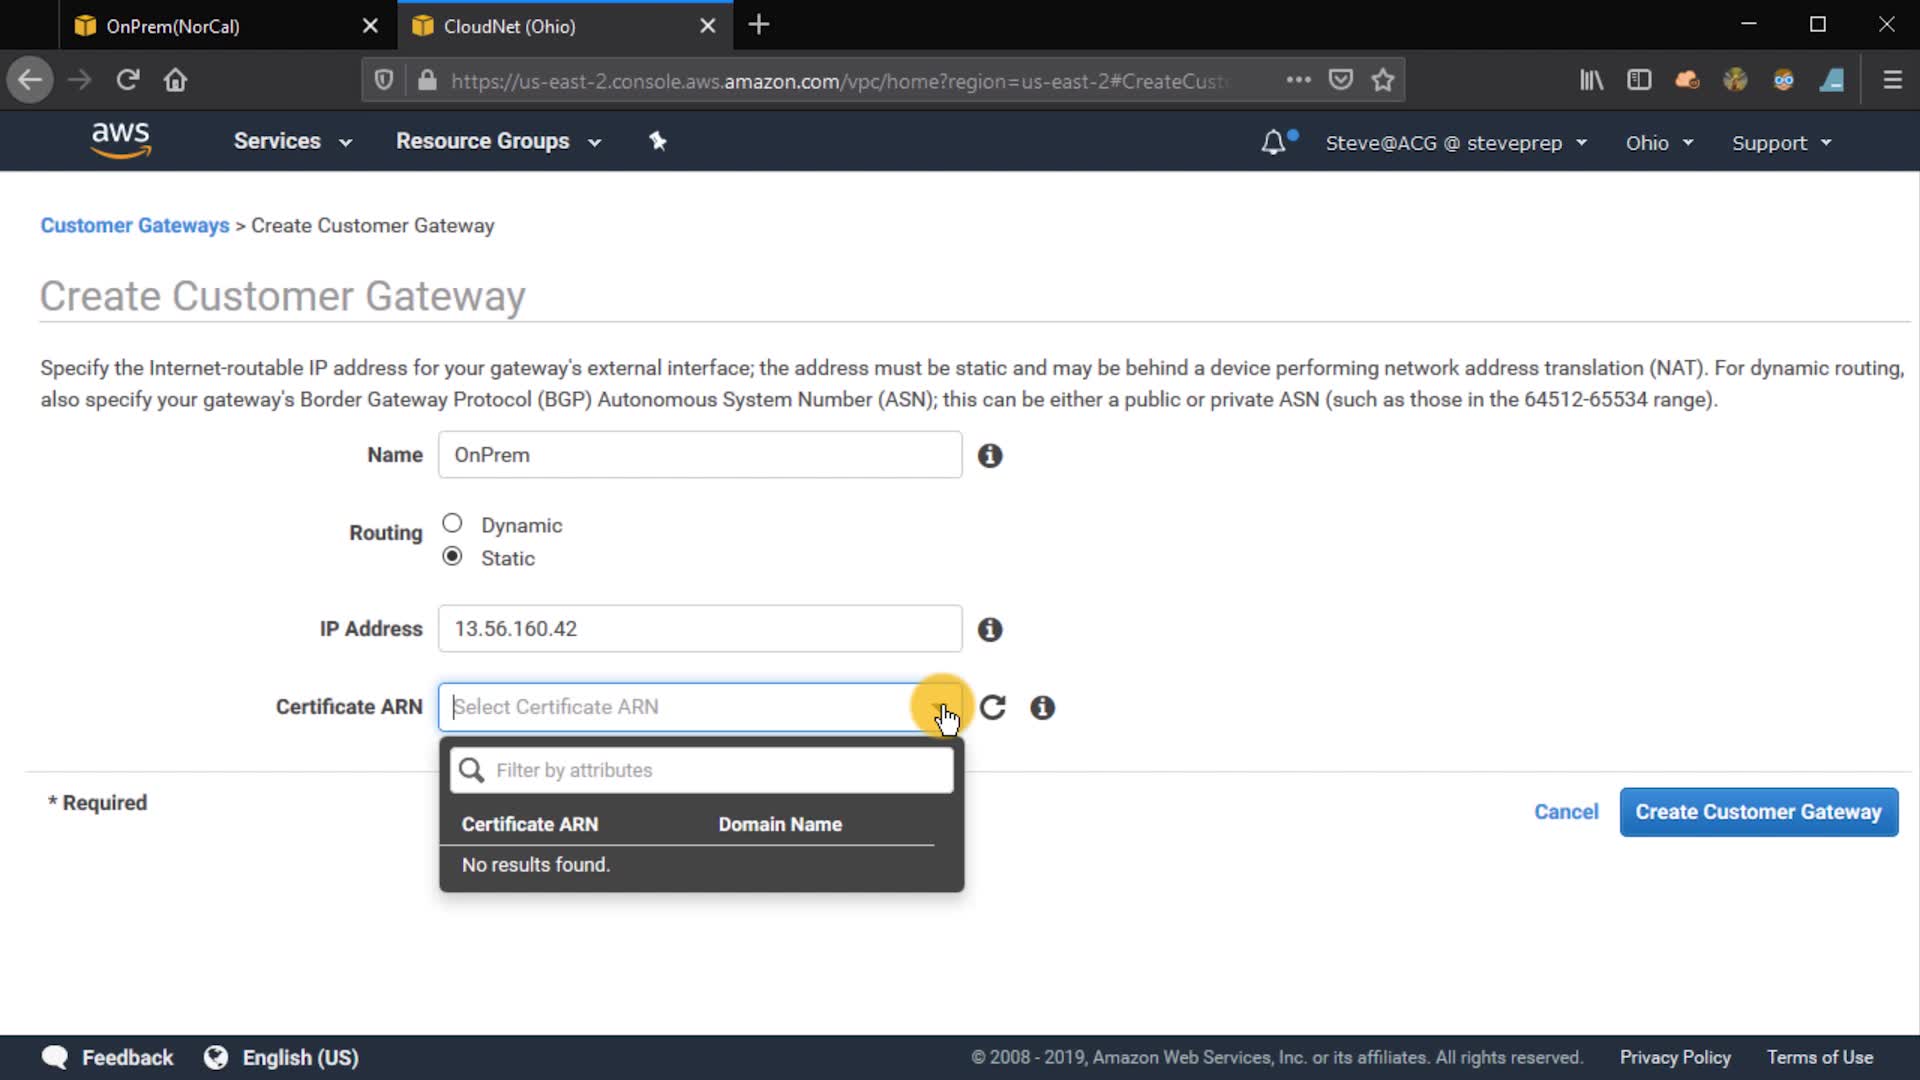 OnPrem(NorCal)
CloudNet (Ohio)
https://us-east-2.console.aws.amazon.com/vpc/home?region=us-east-2#CreateCust
aws
Services
Resource Groups
Steve@ACG @ steveprep
Ohio
Support
Customer Gateways > Create Customer Gateway
Create Customer Gateway
Specify the Internet-routable IP address for your gateway's external interface; the address must be static and may be behind a device performing network address translation (NAT). For dynamic routing,
also specify your gateway's Border Gateway Protocol (BGP) Autonomous System Number (ASN); this can be either a public or private ASN (such as those in the 64512-65534 range).
Name
OnPrem
Routing
Dynamic
Static
IP Address
13.56.160.42
Certificate ARN
Select Certificate ARN
Filter by attributes
Certificate ARN
Domain Name
No results found.
* Required
Cancel
Create Customer Gateway
Feedback
English (US)
© 2008 - 2019, Amazon Web Services, Inc. or its affiliates. All rights reserved.
Privacy Policy
Terms of Use